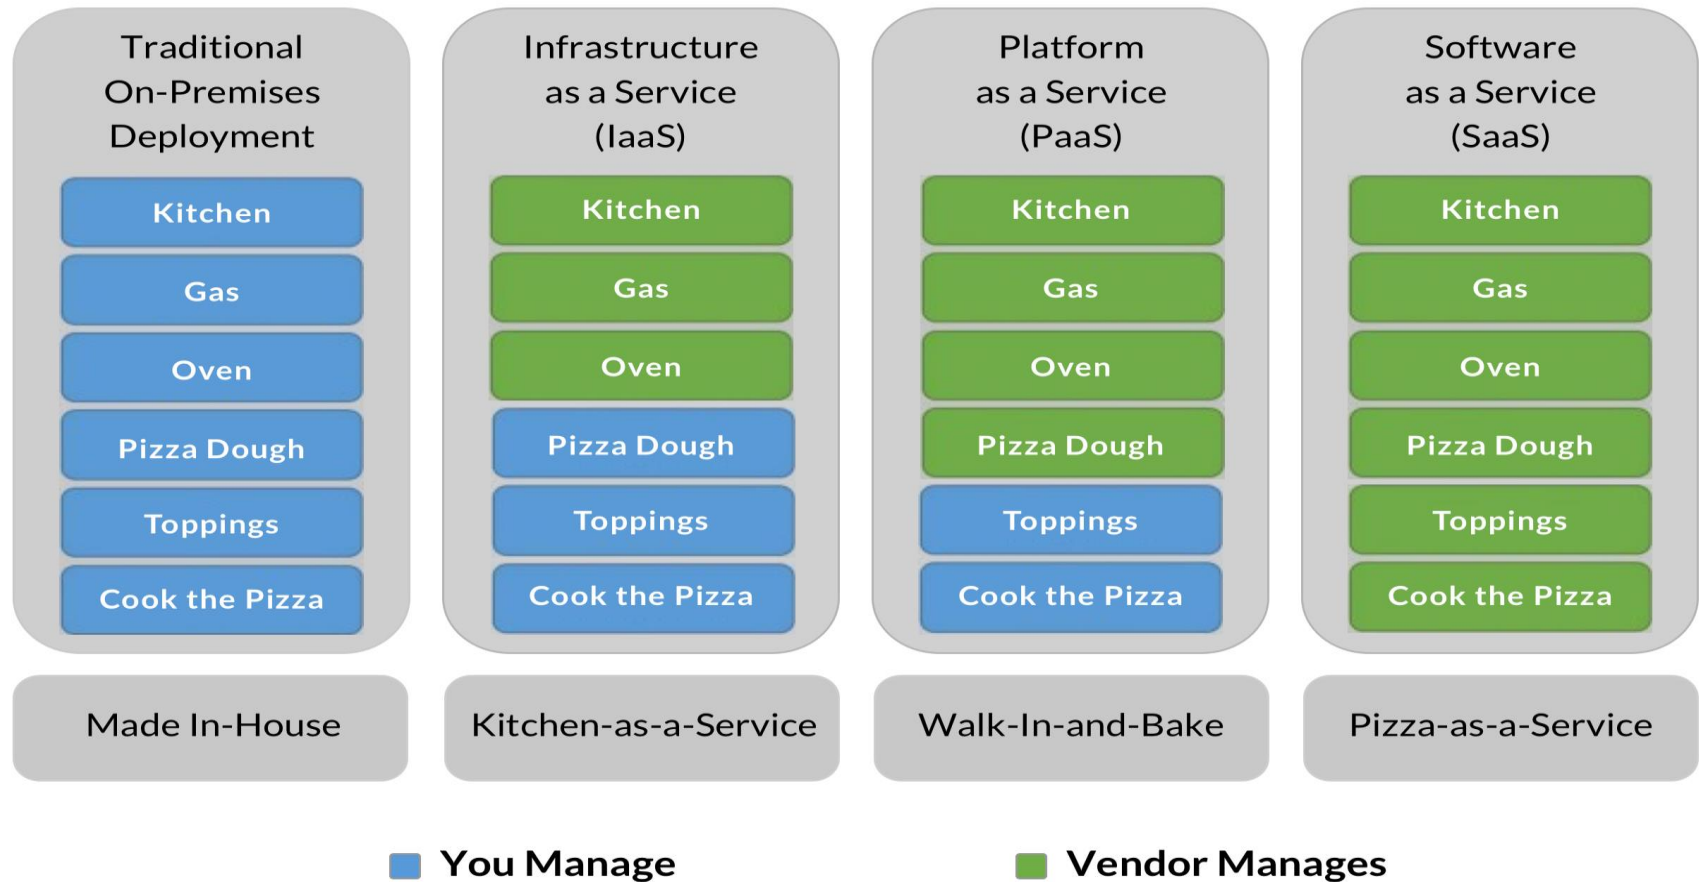 Traditional
On-Premises
Deployment
Kitchen
Gas
Oven
Pizza Dough
Toppings
Cook the Pizza
Made In-House
Infrastructure
as a Service
(IaaS)
Kitchen
Gas
Oven
Pizza Dough
Toppings
Cook the Pizza
Kitchen-as-a-Service
Platform
as a Service
(PaaS)
Kitchen
Gas
Oven
Pizza Dough
Toppings
Cook the Pizza
Walk-In-and-Bake
Software
as a Service
(SaaS)
Kitchen
Gas
Oven
Pizza Dough
Toppings
Cook the Pizza
Pizza-as-a-Service
You Manage
Vendor Manages